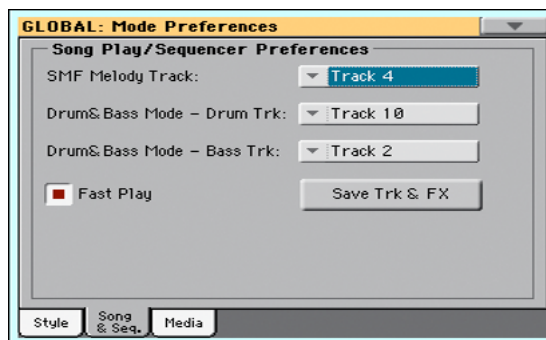 GLOBAL: Mode Preferences
Song Play/Sequencer Preferences
SMF Melody Track: Track 4
Drum&Bass Mode - Drum Trk: Track 10
Drum&Bass Mode - Bass Trk: Track 2
Fast Play Save Trk & FX
Style Song & Seq. Media